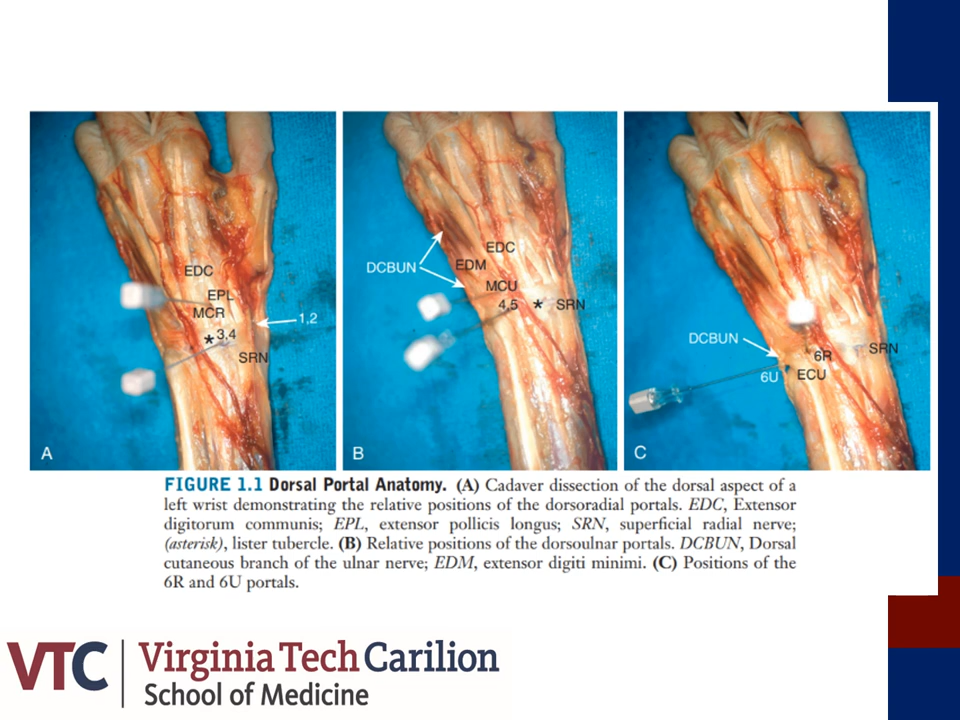 EDC
EPL
MCR
1,2
* 3,4
SRN
A
EDC
DCBUN
EDM
MCU
4,5 * SRN
B
DCBUN
SRN
6R
6U ECU
C
FIGURE 1.1 Dorsal Portal Anatomy. (A) Cadaver dissection of the dorsal aspect of a
left wrist demonstrating the relative positions of the dorsoradial portals. EDC, Extensor
digitorum communis; EPL, extensor pollicis longus; SRN, superficial radial nerve;
(asterisk), lister tubercle. (B) Relative positions of the dorsoulnar portals. DCBUN, Dorsal
cutaneous branch of the ulnar nerve; EDM, extensor digiti minimi. (C) Positions of the
6R and 6U portals.
VTC Virginia Tech Carilion
School of Medicine